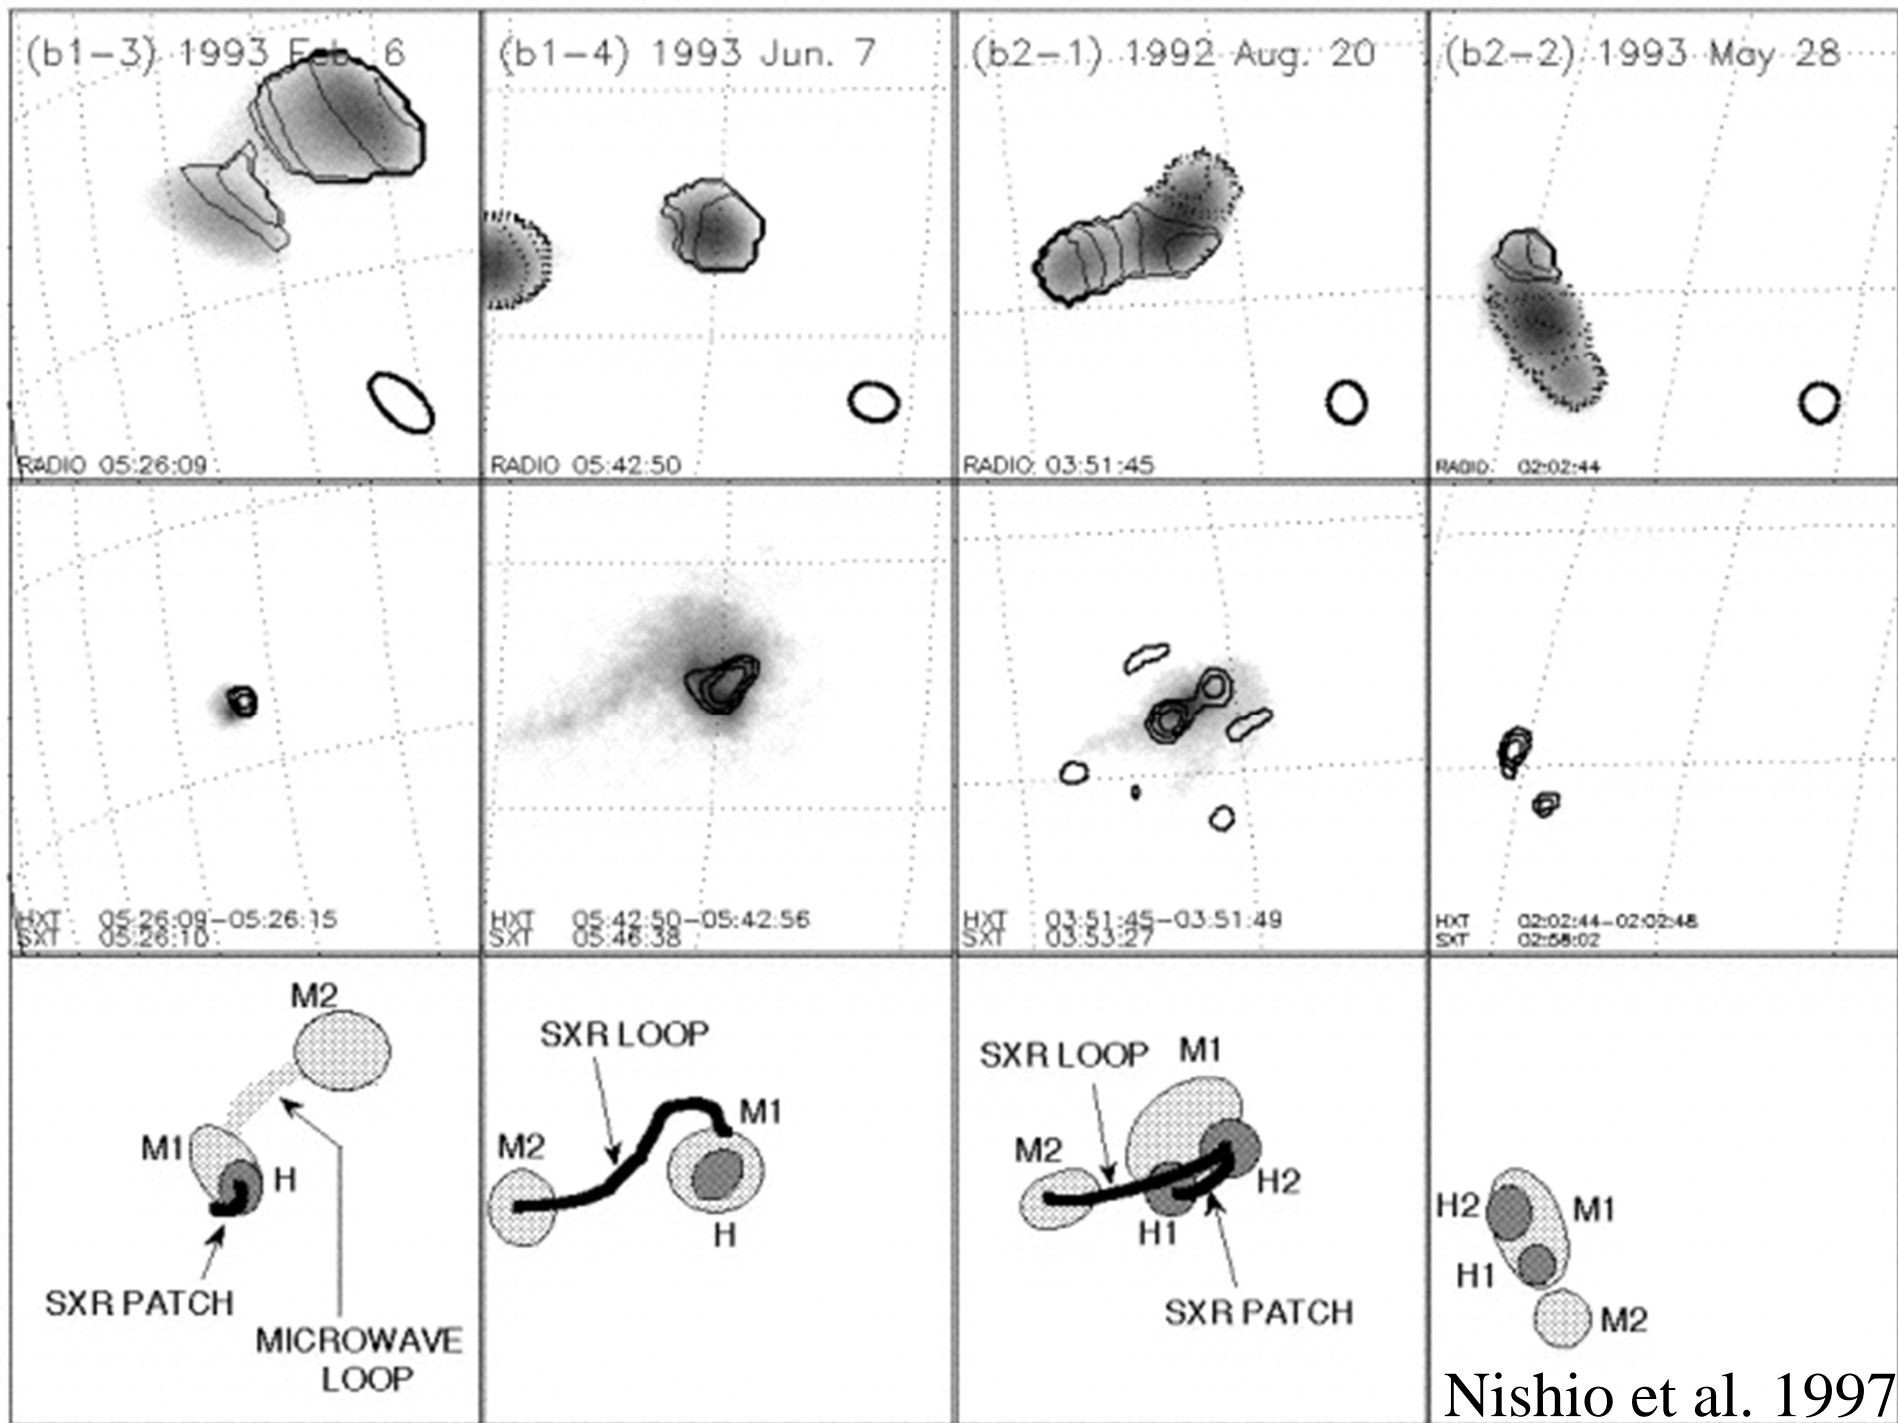 (b1-3) 1993 Feb. 6
(b1-4) 1993 Jun. 7
(b2-1) 1992 Aug. 20
(b2-2) 1993 May 28
RADIO 05:26:09
RADIO 05:42:50
RADIO 03:51:45
RADIO 02:02:44
HXT 05:26:09-05:26:15
SXT 05:26:10
HXT 05:42:50-05:42:56
SXT 05:46:38
HXT 03:51:45-03:51:49
SXT 03:53:27
HXT 02:02:44-02:02:48
SXT 02:58:02
M2
M1
H
SXR PATCH
MICROWAVE
LOOP
SXR LOOP
M1
M2
H
SXR LOOP
M1
M2
H2
H1
SXR PATCH
H2
M1
H1
M2
Nishio et al. 1997